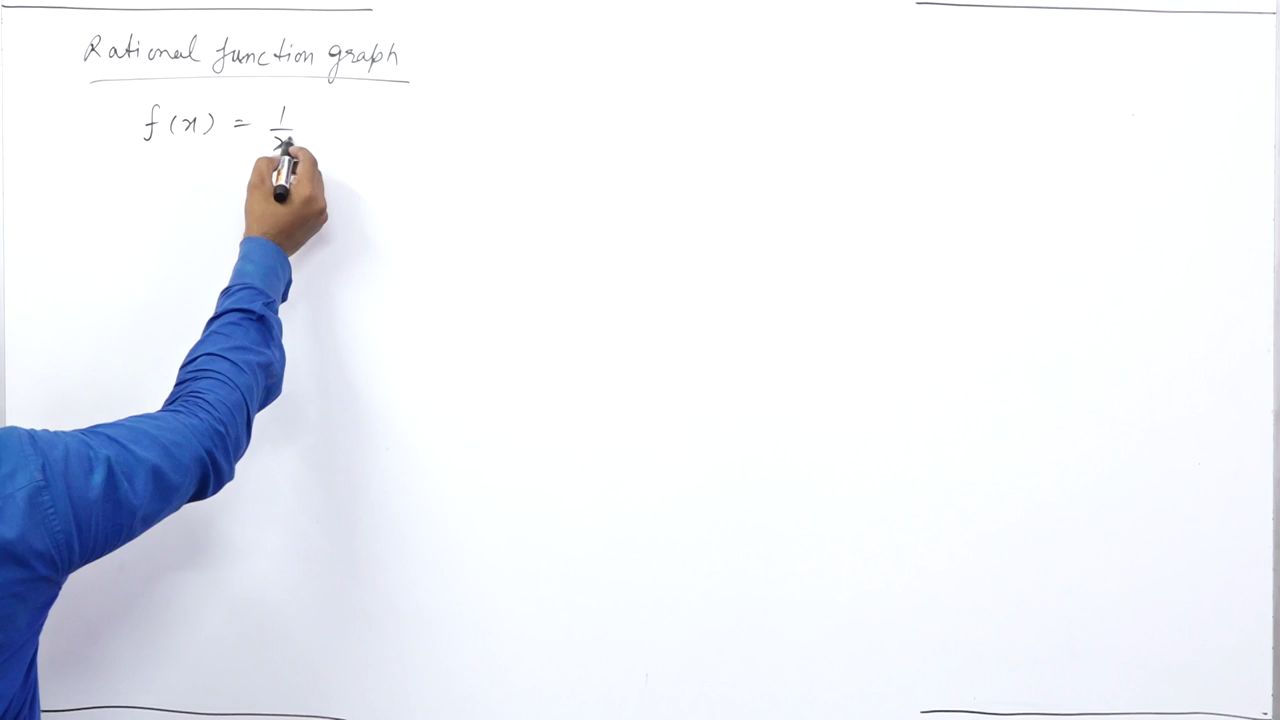 Rational function graph
f(x) = 1/x